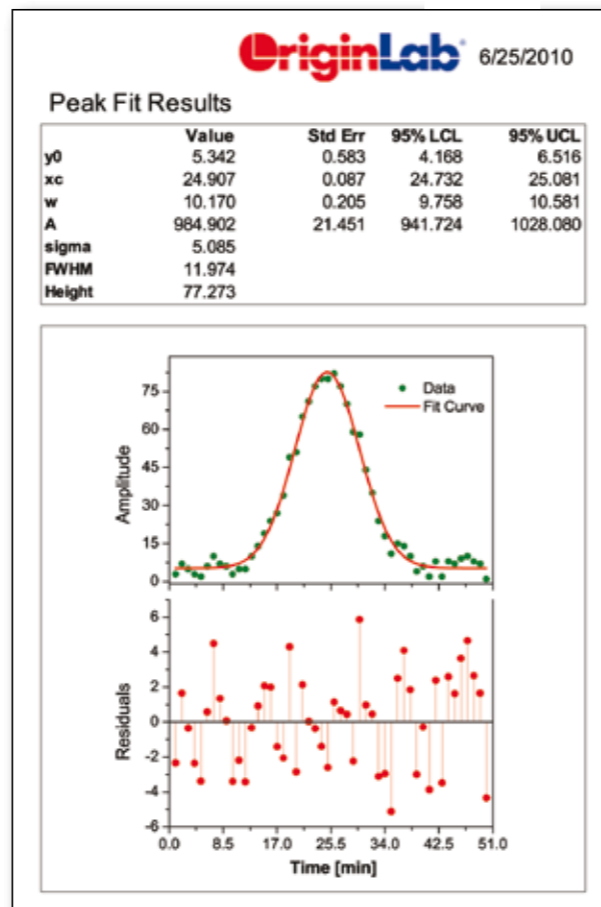 OriginLab® 6/25/2010
Peak Fit Results
Value Std Err 95% LCL 95% UCL
y0 5.342 0.583 4.168 6.516
xc 24.907 0.087 24.732 25.081
w 10.170 0.205 9.758 10.581
A 984.902 21.451 941.724 1028.080
sigma 5.085
FWHM 11.974
Height 77.273
75
60
45
30
15
0
Amplitude
Data
Fit Curve
6
4
2
0
-2
-4
-6
Residuals
0.0 8.5 17.0 25.5 34.0 42.5 51.0
Time [min]